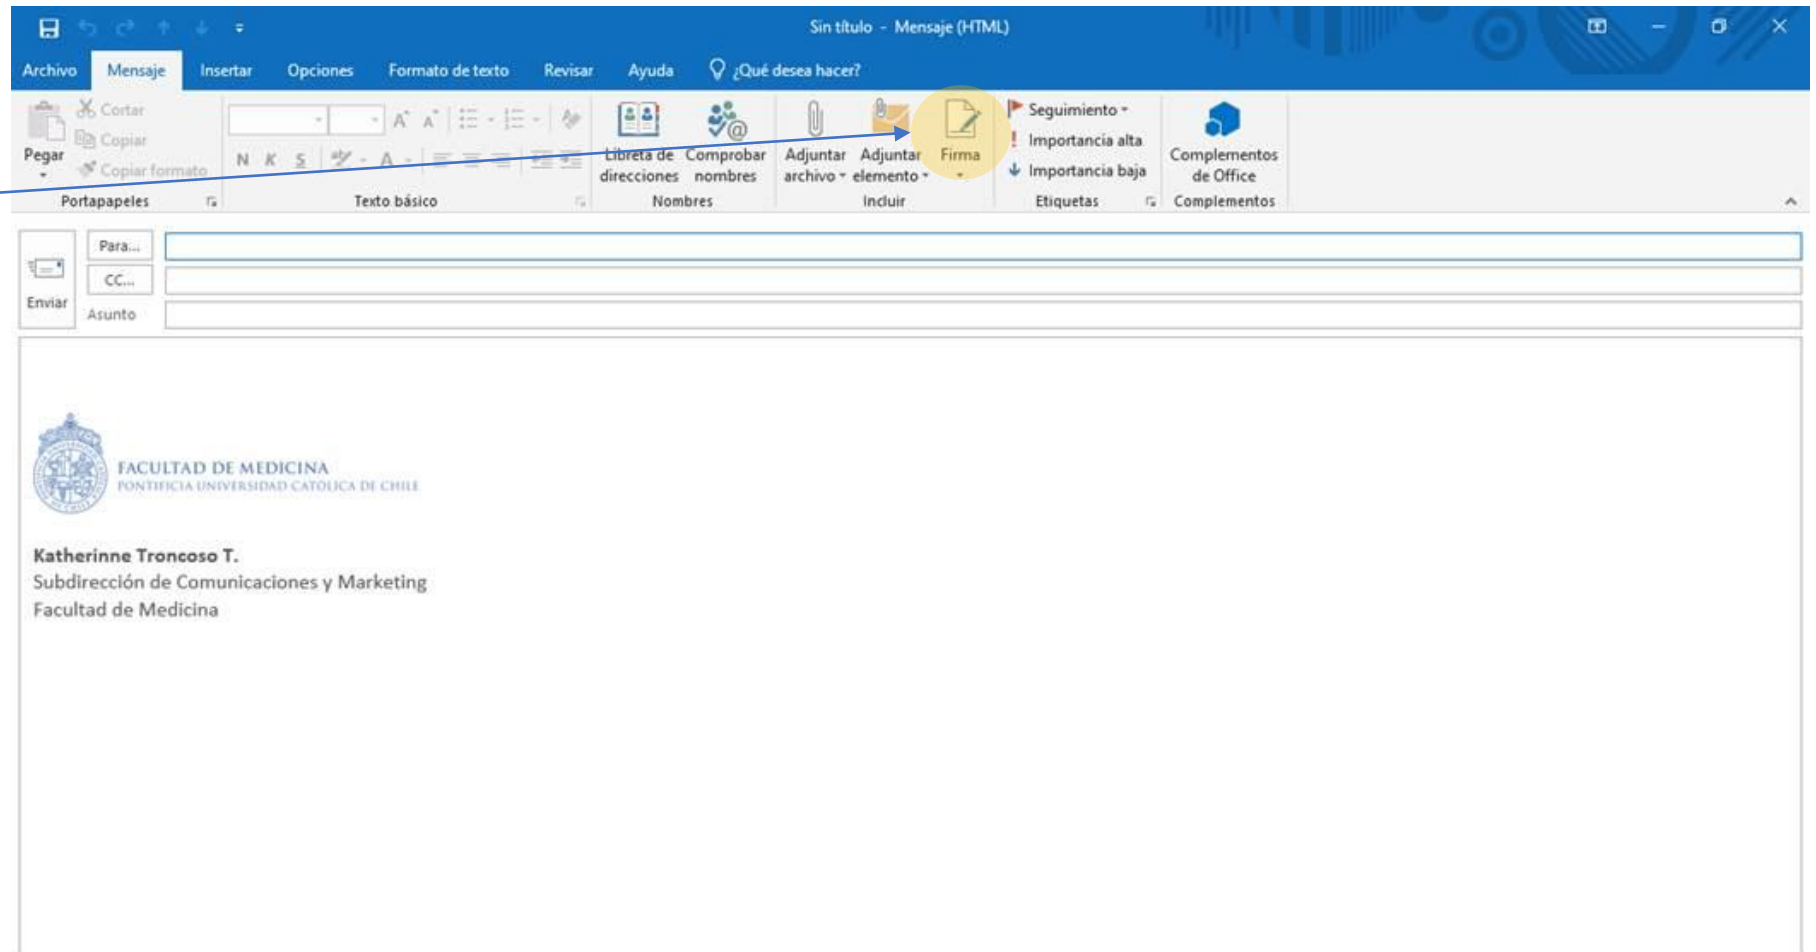 Sin título - Mensaje (HTML)
Archivo Mensaje Insertar Opciones Formato de texto Revisar Ayuda ¿Qué desea hacer?
Pegar
Cortar
Copiar
Copiar formato
Portapapeles
N K S
Texto básico
Libreta de direcciones
Comprobar nombres
Nombres
Adjuntar archivo
Adjuntar elemento
Firma
Incluir
Seguimiento
Importancia alta
Importancia baja
Etiquetas
Complementos de Office
Complementos
Enviar
Para...
CC...
Asunto
FACULTAD DE MEDICINA
PONTIFICIA UNIVERSIDAD CATÓLICA DE CHILE
Katherinne Troncoso T.
Subdirección de Comunicaciones y Marketing
Facultad de Medicina